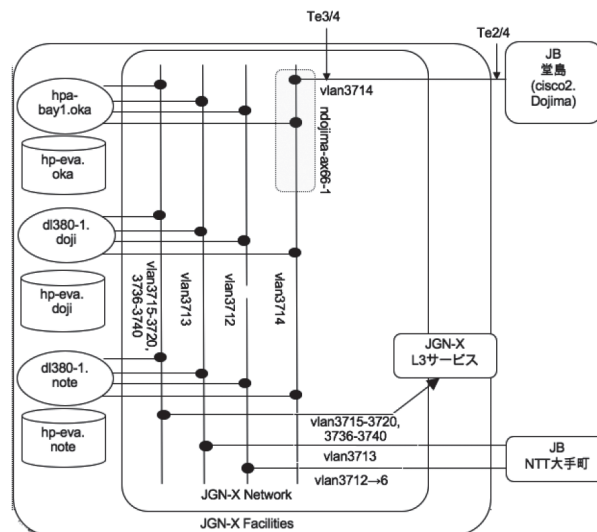 Te3/4
Te2/4
JB
堂島
(cisco2.
Dojima)
hpa-
bay1.oka
vlan3714
ndojima-ax66-1
hp-eva.
oka
dl380-1.
doji
hp-eva.
doji
vlan3715-3720,
3736-3740
vlan3713
vlan3712
vlan3714
JGN-X
L3サービス
dl380-1.
note
hp-eva.
note
vlan3715-3720,
3736-3740
vlan3713
vlan3712→6
JB
NTT大手町
JGN-X Network
JGN-X Facilities